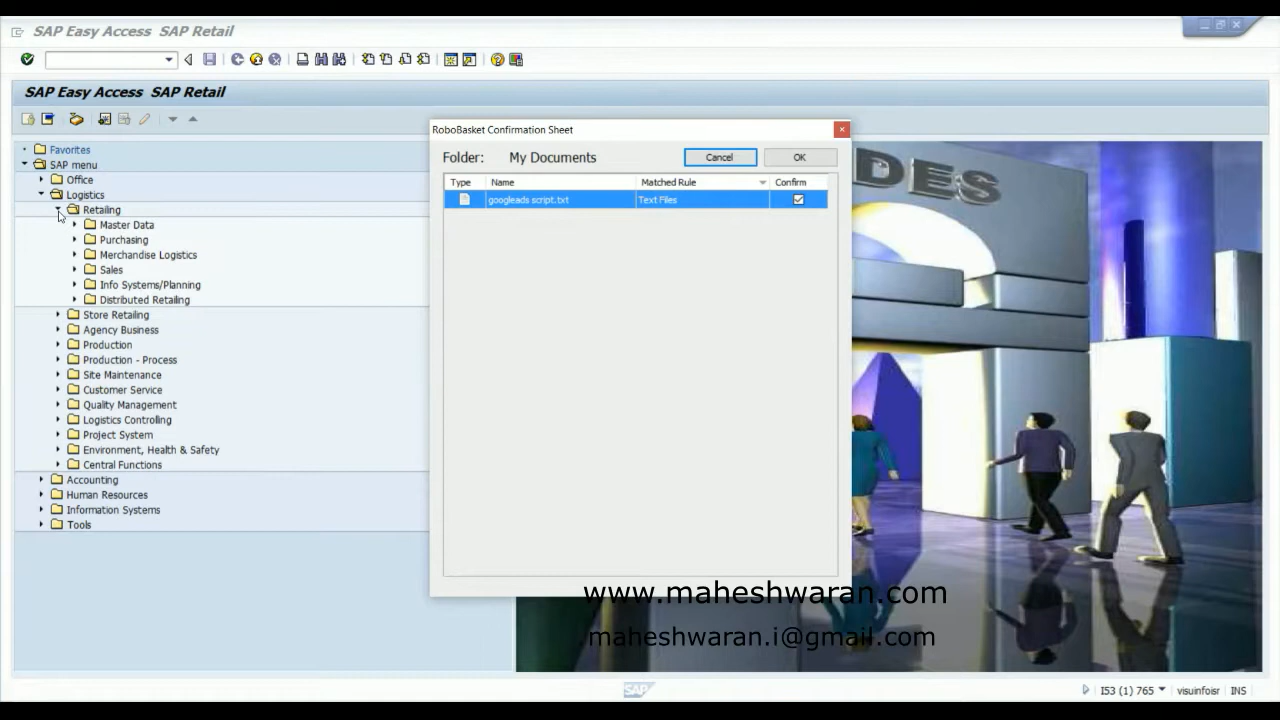 SAP Easy Access SAP Retail
SAP Easy Access SAP Retail
Favorites
SAP menu
Office
Logistics
Retailing
Master Data
Purchasing
Merchandise Logistics
Sales
Info Systems/Planning
Distributed Retailing
Store Retailing
Agency Business
Production
Production - Process
Site Maintenance
Customer Service
Quality Management
Logistics Controlling
Project System
Environment, Health & Safety
Central Functions
Accounting
Human Resources
Information Systems
Tools
RoboBasket Confirmation Sheet
Folder: My Documents Cancel OK
Type Name Matched Rule Confirm
googleads script.txt Text Files
DES
www.maheshwaran.com
maheshwaran.i@gmail.com
SAP
I53 (1) 765 visuinfoisr INS